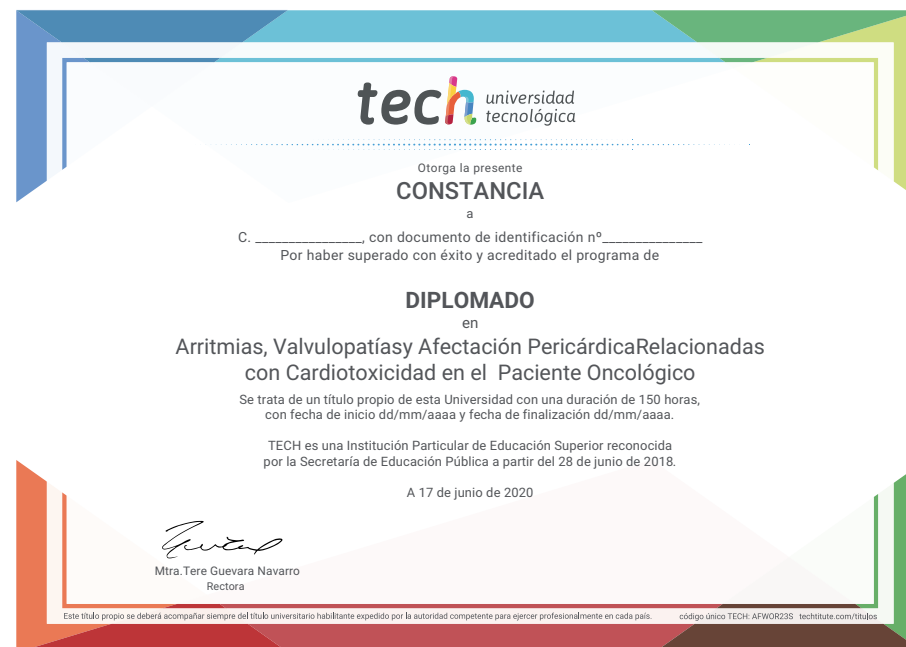 tech universidad
tecnológica
Otorga la presente
CONSTANCIA
a
C. ________________, con documento de identificación nº_______________
Por haber superado con éxito y acreditado el programa de
DIPLOMADO
en
Arritmias, Valvulopatíasy Afectación PericárdicaRelacionadas
con Cardiotoxicidad en el Paciente Oncológico
Se trata de un título propio de esta Universidad con una duración de 150 horas,
con fecha de inicio dd/mm/aaaa y fecha de finalización dd/mm/aaaa.
TECH es una Institución Particular de Educación Superior reconocida
por la Secretaría de Educación Pública a partir del 28 de junio de 2018.
A 17 de junio de 2020
Mtra.Tere Guevara Navarro
Rectora
Este título propio se deberá acompañar siempre del título universitario habilitante expedido por la autoridad competente para ejercer profesionalmente en cada país. código único TECH: AFWOR23S techtitute.com/titulos